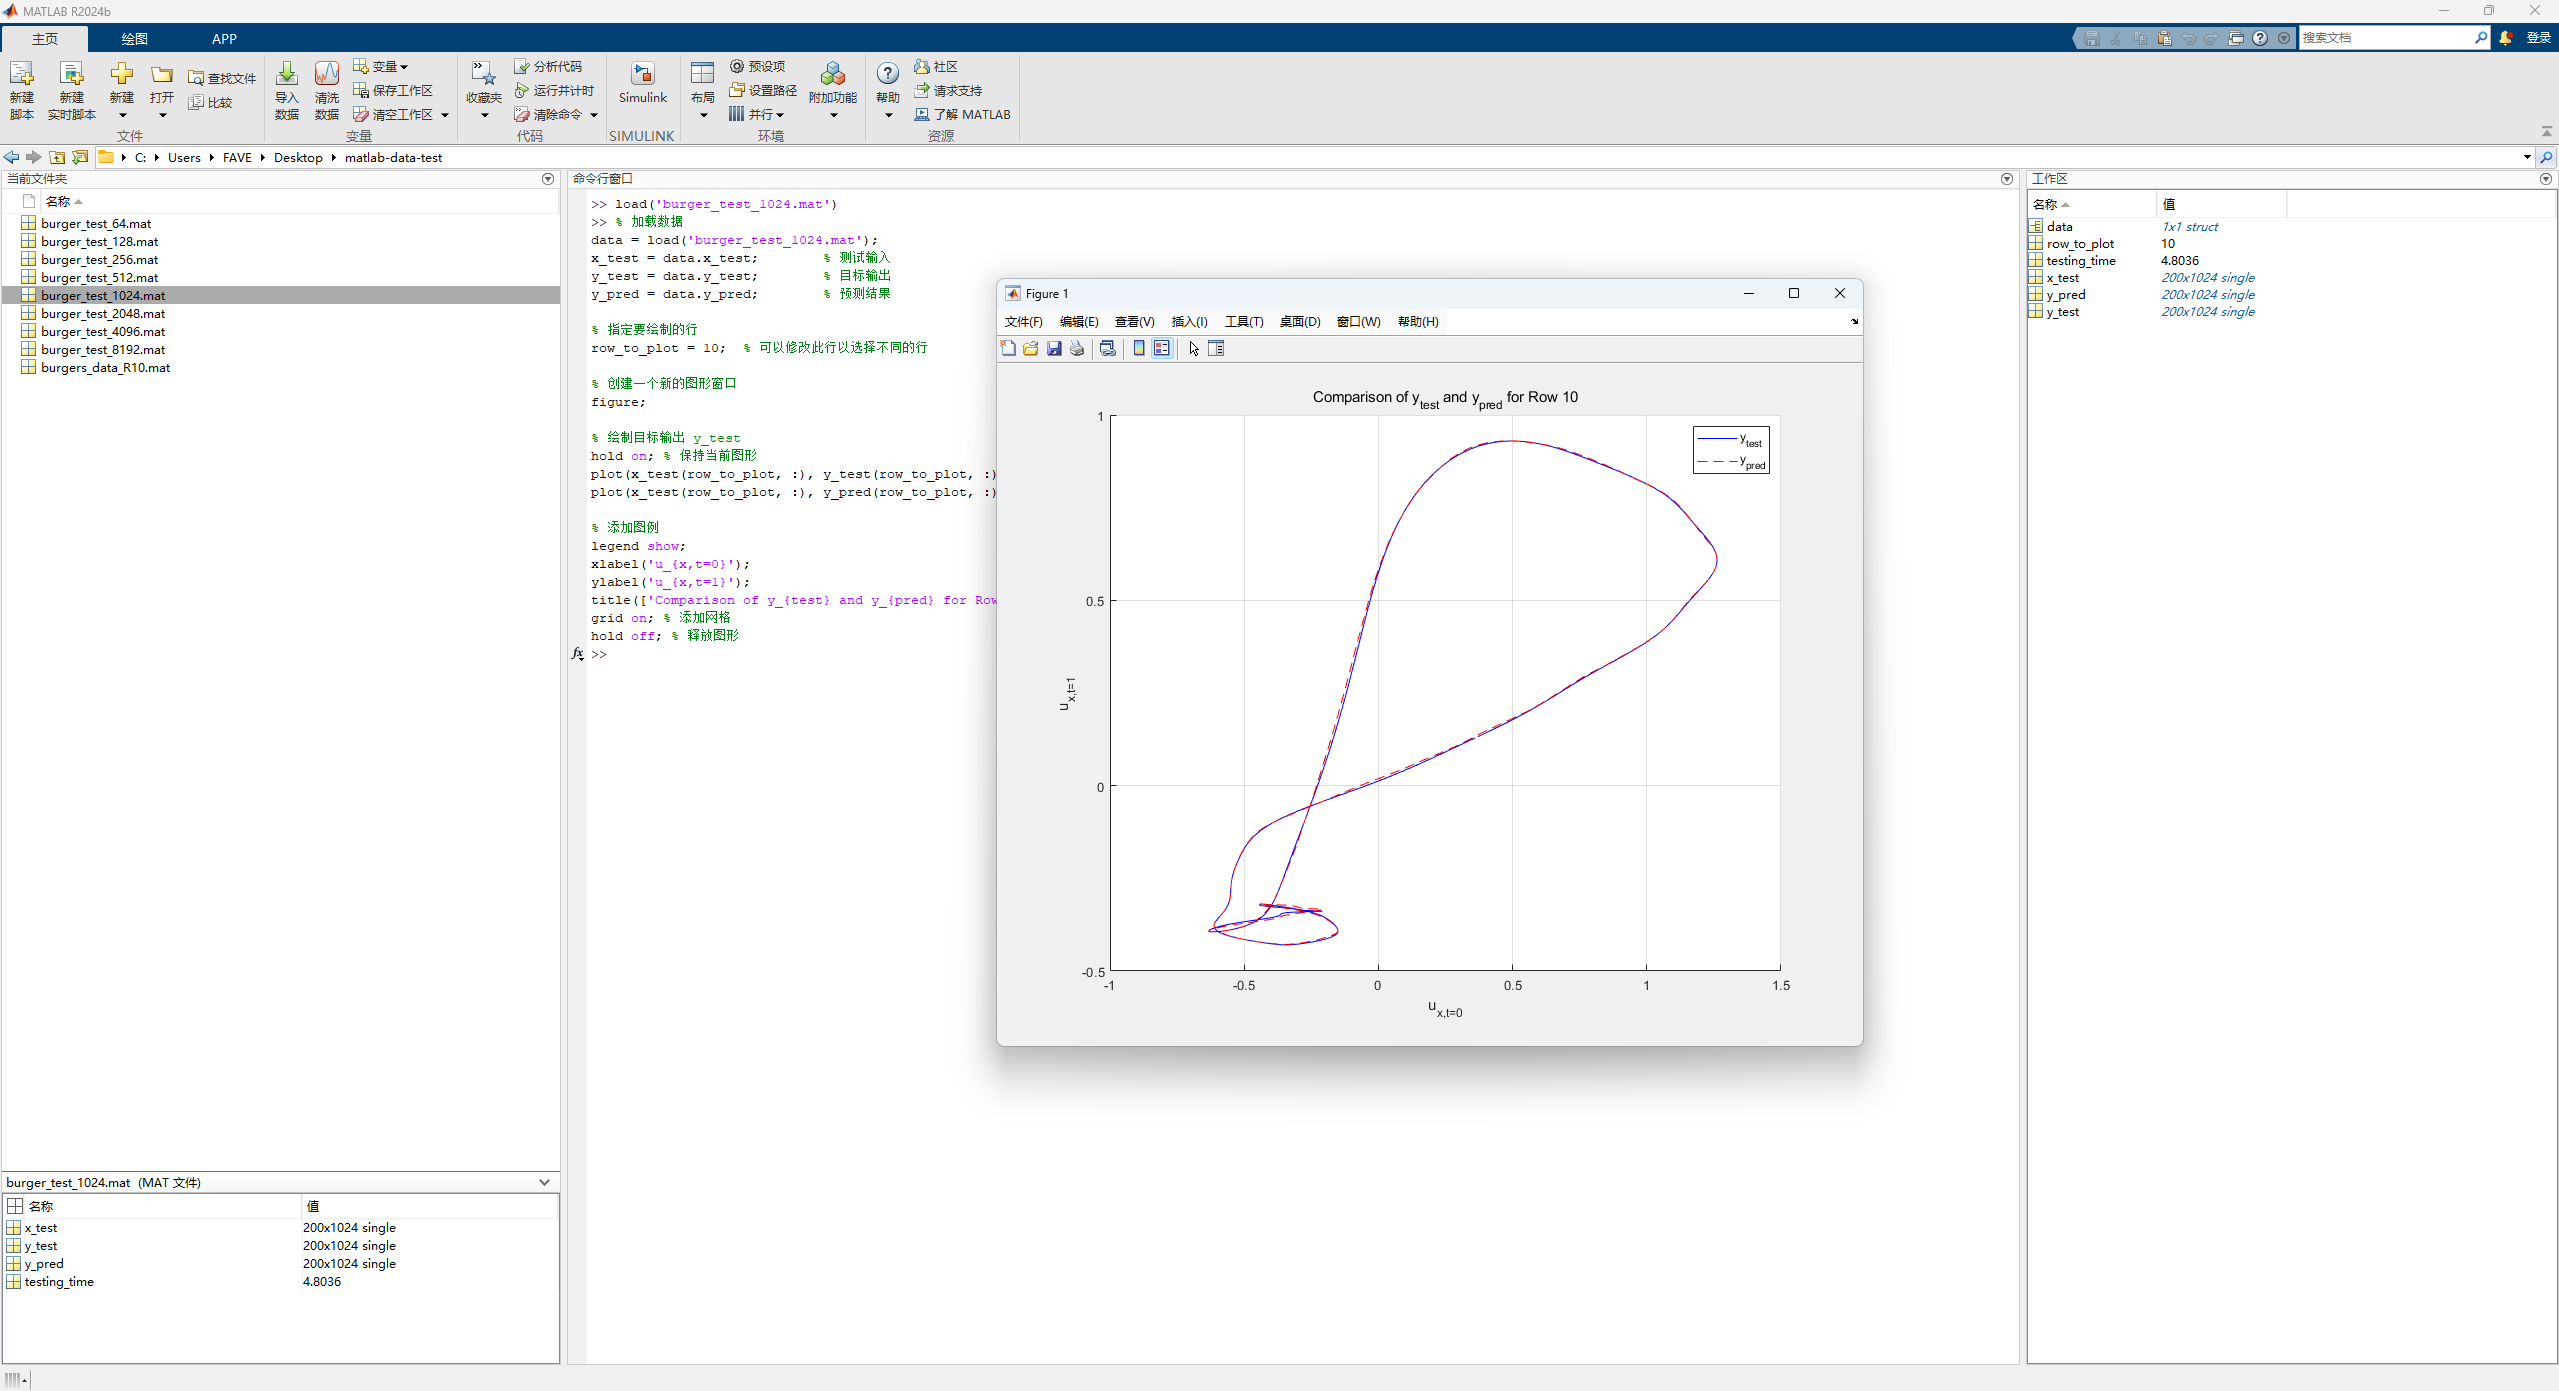 MATLAB R2024b
主页
绘图
APP
搜索文档
登录
新建
脚本
新建
实时脚本
新建
打开
查找文件
比较
文件
导入
数据
清洗
数据
变量
保存工作区
清空工作区
变量
收藏夹
分析代码
运行并计时
清除命令
代码
Simulink
SIMULINK
布局
预设项
设置路径
并行
附加功能
环境
帮助
社区
请求支持
了解 MATLAB
资源
C: Users FAVE Desktop matlab-data-test
当前文件夹
名称
burger_test_64.mat
burger_test_128.mat
burger_test_256.mat
burger_test_512.mat
burger_test_1024.mat
burger_test_2048.mat
burger_test_4096.mat
burger_test_8192.mat
burgers_data_R10.mat
burger_test_1024.mat (MAT 文件)
名称 值
x_test 200x1024 single
y_test 200x1024 single
y_pred 200x1024 single
testing_time 4.8036
命令行窗口
>> load('burger_test_1024.mat')
>> % 加载数据
data = load('burger_test_1024.mat');
x_test = data.x_test; % 测试输入
y_test = data.y_test; % 目标输出
y_pred = data.y_pred; % 预测结果
% 指定要绘制的行
row_to_plot = 10; % 可以修改此行以选择不同的行
% 创建一个新的图形窗口
figure;
% 绘制目标输出 y_test
hold on; % 保持当前图形
plot(x_test(row_to_plot, :), y_test(row_to_plot, :)
plot(x_test(row_to_plot, :), y_pred(row_to_plot, :)
% 添加图例
legend show;
xlabel('u_{x,t=0}');
ylabel('u_{x,t=1}');
title(['Comparison of y_{test} and y_{pred} for Row
grid on; % 添加网格
hold off; % 释放图形
fx >>
Figure 1
文件(F) 编辑(E) 查看(V) 插入(I) 工具(T) 桌面(D) 窗口(W) 帮助(H)
Comparison of y_test and y_pred for Row 10
y_test
y_pred
1
0.5
0
-0.5
-1 -0.5 0 0.5 1 1.5
u_x,t=1
u_x,t=0
工作区
名称 值
data 1x1 struct
row_to_plot 10
testing_time 4.8036
x_test 200x1024 single
y_pred 200x1024 single
y_test 200x1024 single